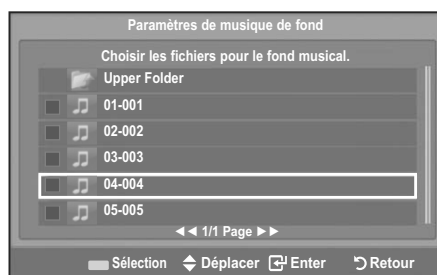 Paramètres de musique de fond
Choisir les fichiers pour le fond musical.
Upper Folder
01-001
02-002
03-003
04-004
05-005
◄◄ 1/1 Page ►►
Sélection Déplacer Enter Retour